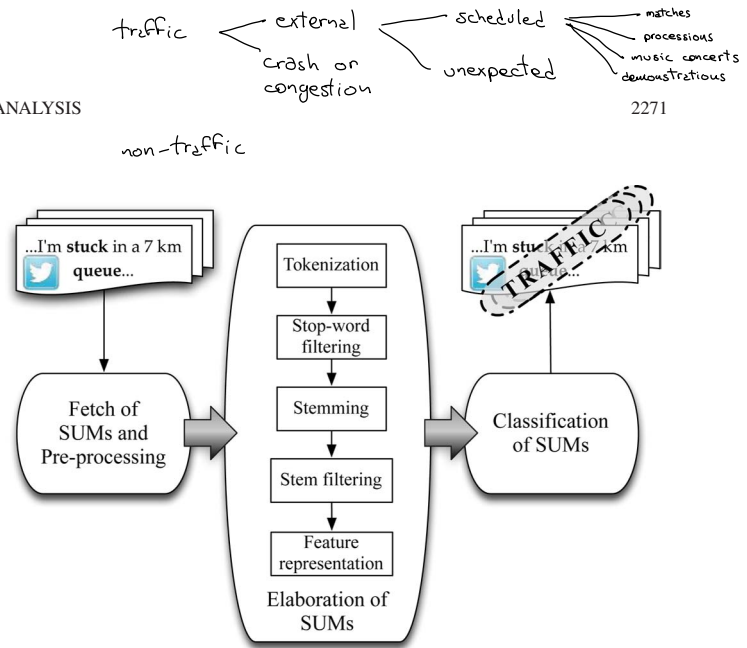 traffic
external
crash or
congestion
scheduled
unexpected
matches
processions
music concerts
demonstrations
ANALYSIS
2271
non-traffic
...I'm stuck in a 7 km
queue...
Fetch of
SUMs and
Pre-processing
Tokenization
Stop-word
filtering
Stemming
Stem filtering
Feature
representation
Elaboration of
SUMs
...I'm stuck in a 7 km
queue...
TRAFFIC
Classification
of SUMs